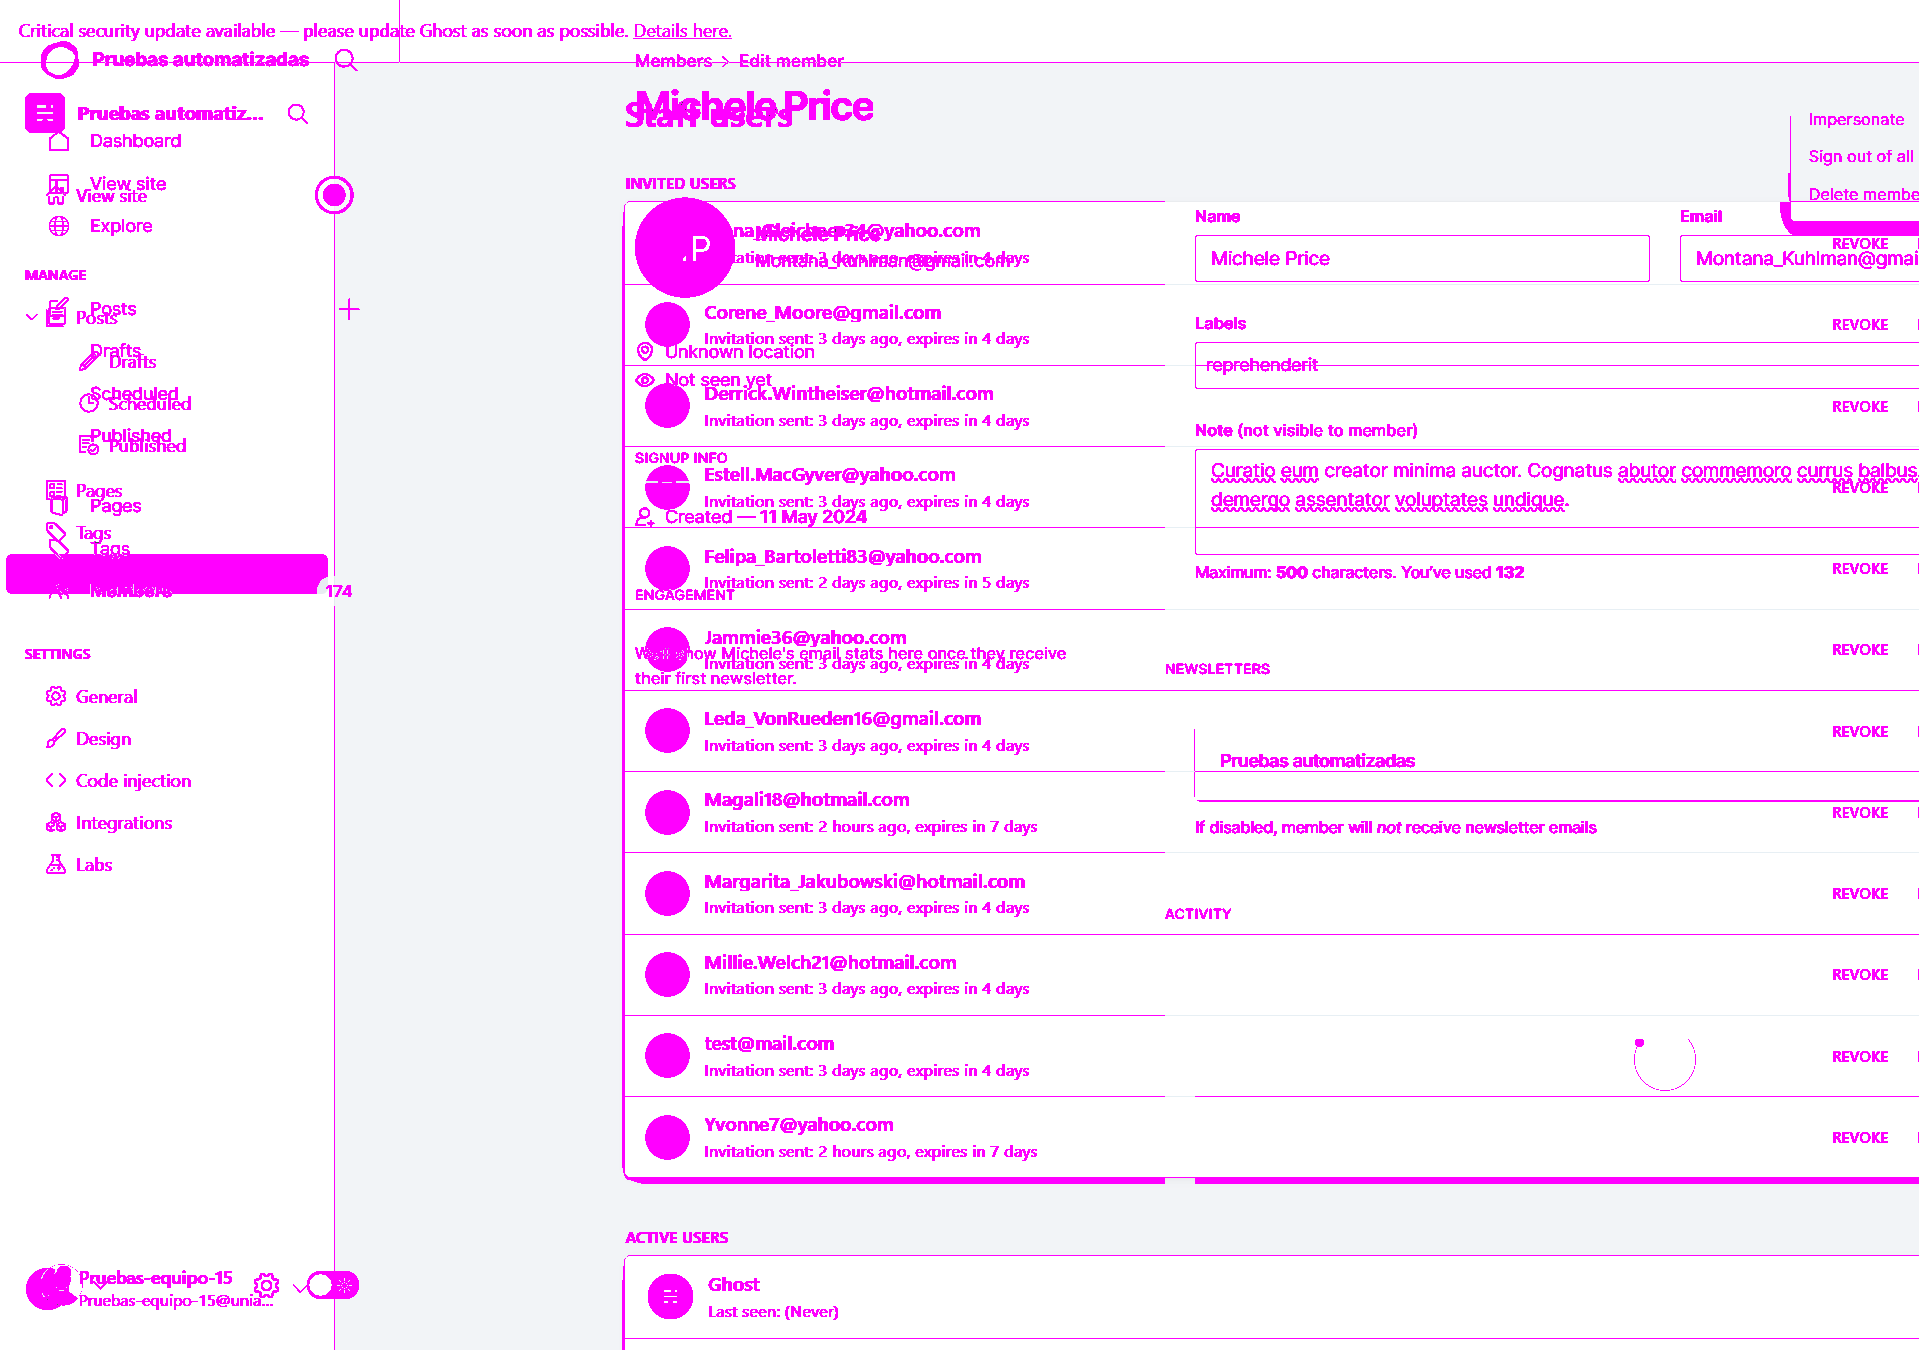 Critical security update available — please update Ghost as soon as possible. Details here.
Pruebas automatizadas
Members > Edit member
Pruebas automatiz...
Michele Price
Staff users
Impersonate
Dashboard
Sign out of all
View site
View site
INVITED USERS
Delete membe
Explore
Name
Email
Michele Price
REVOKE
Montana_Kuhlman@gmail.com
Michele Price
Montana_Kuhlman@gmai
MANAGE
Posts
Posts
Corene_Moore@gmail.com
Invitation sent: 3 days ago, expires in 4 days
Labels
REVOKE
Drafts
Drafts
Unknown location
reprehenderit
Not seen yet
Scheduled
Scheduled
Derrick.Wintheiser@hotmail.com
Invitation sent: 3 days ago, expires in 4 days
REVOKE
Published
Published
Note (not visible to member)
SIGNUP INFO
Estell.MacGyver@yahoo.com
Invitation sent: 3 days ago, expires in 4 days
Curatio eum creator minima auctor. Cognatus abutor commemoro currus balbus
demergo assentator voluptates undique.
REVOKE
Pages
Pages
Created — 11 May 2024
Tags
Tags
Felipa_Bartoletti83@yahoo.com
Invitation sent: 2 days ago, expires in 5 days
Maximum: 500 characters. You've used 132
REVOKE
Members
174
ENGAGEMENT
Jammie36@yahoo.com
Invitation sent: 3 days ago, expires in 4 days
We'll show Michele's email stats here once they receive
their first newsletter.
REVOKE
SETTINGS
NEWSLETTERS
General
Leda_VonRueden16@gmail.com
Invitation sent: 3 days ago, expires in 4 days
REVOKE
Design
Pruebas automatizadas
Code injection
Magali18@hotmail.com
Invitation sent: 2 hours ago, expires in 7 days
REVOKE
If disabled, member will not receive newsletter emails
Integrations
Labs
Margarita_Jakubowski@hotmail.com
Invitation sent: 3 days ago, expires in 4 days
REVOKE
ACTIVITY
Millie.Welch21@hotmail.com
Invitation sent: 3 days ago, expires in 4 days
REVOKE
test@mail.com
Invitation sent: 3 days ago, expires in 4 days
REVOKE
Yvonne7@yahoo.com
Invitation sent: 2 hours ago, expires in 7 days
REVOKE
ACTIVE USERS
Pruebas-equipo-15
Pruebas-equipo-15@unia...
Ghost
Last seen: (Never)